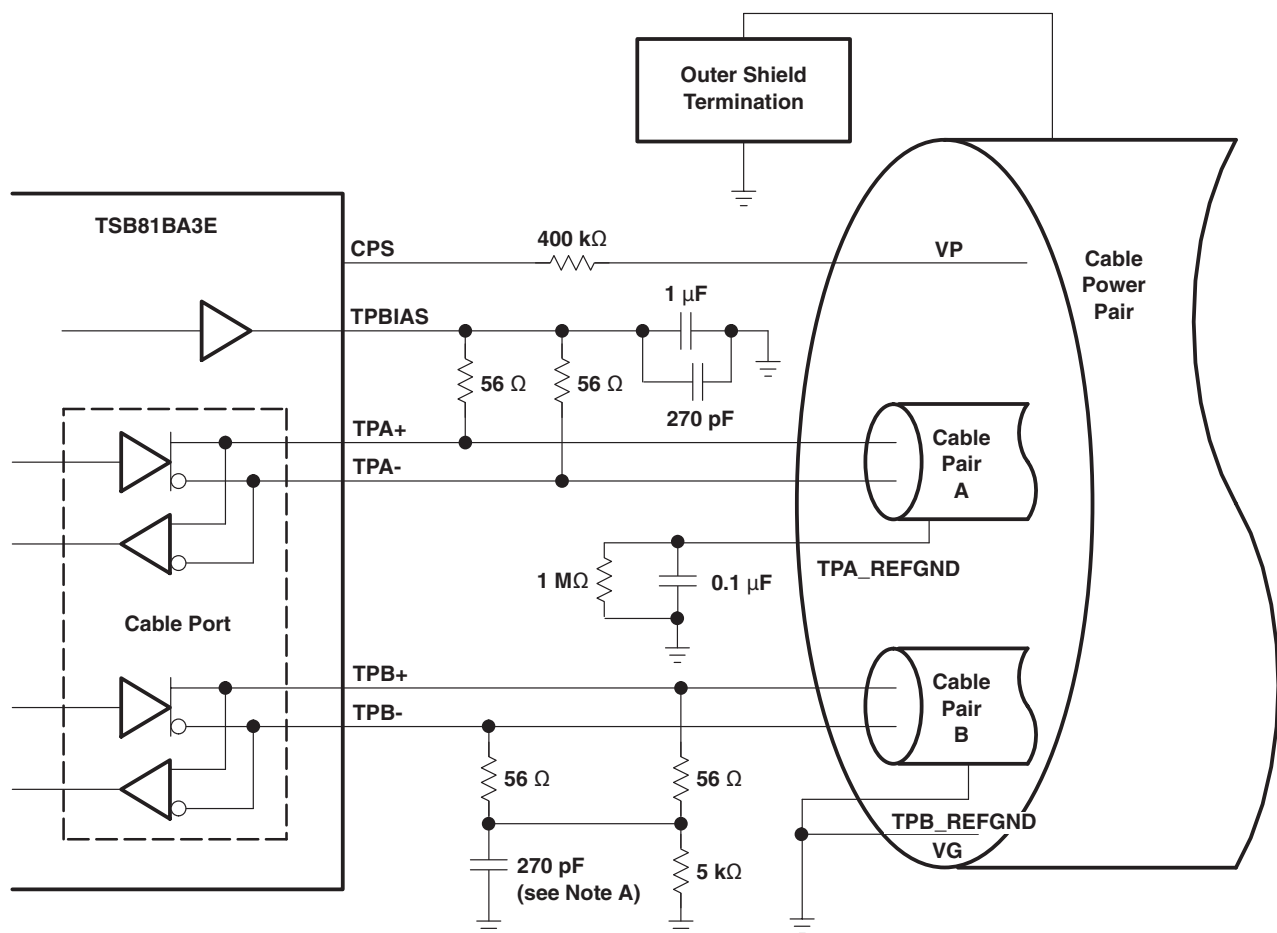 Outer Shield
Termination
TSB81BA3E
CPS
400 kΩ
VP
Cable
Power
Pair
TPBIAS
1 μF
56 Ω
56 Ω
270 pF
TPA+
TPA-
Cable
Pair
A
1 MΩ
0.1 μF
TPA_REFGND
Cable Port
TPB+
TPB-
Cable
Pair
B
56 Ω
56 Ω
TPB_REFGND
VG
270 pF
(see Note A)
5 kΩ